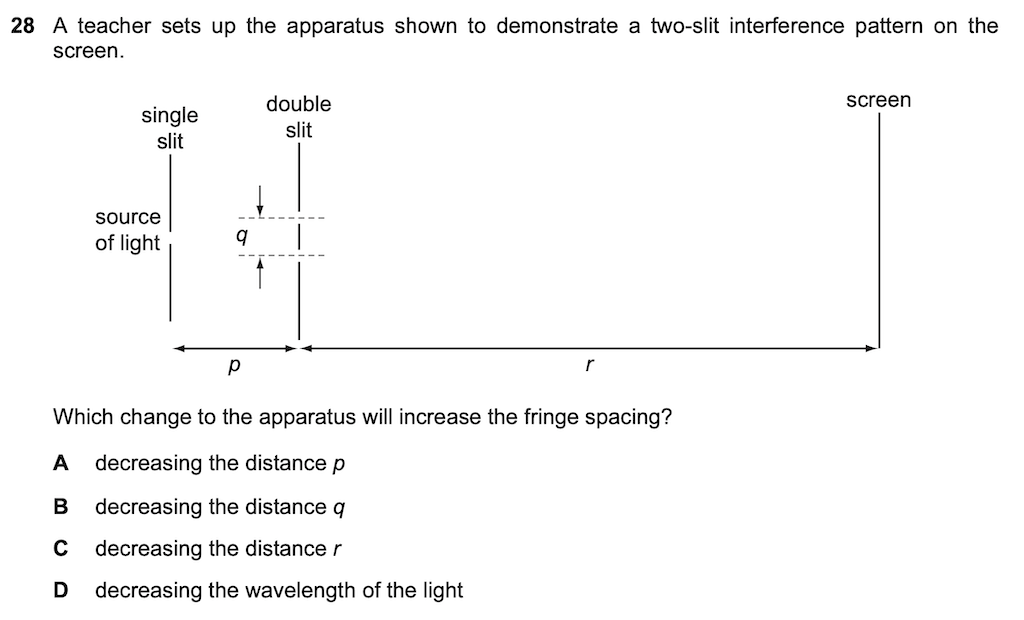 28 A teacher sets up the apparatus shown to demonstrate a two-slit interference pattern on the
screen.
single
slit
double
slit
screen
source
of light
q
p
r
Which change to the apparatus will increase the fringe spacing?
A decreasing the distance p
B decreasing the distance q
C decreasing the distance r
D decreasing the wavelength of the light